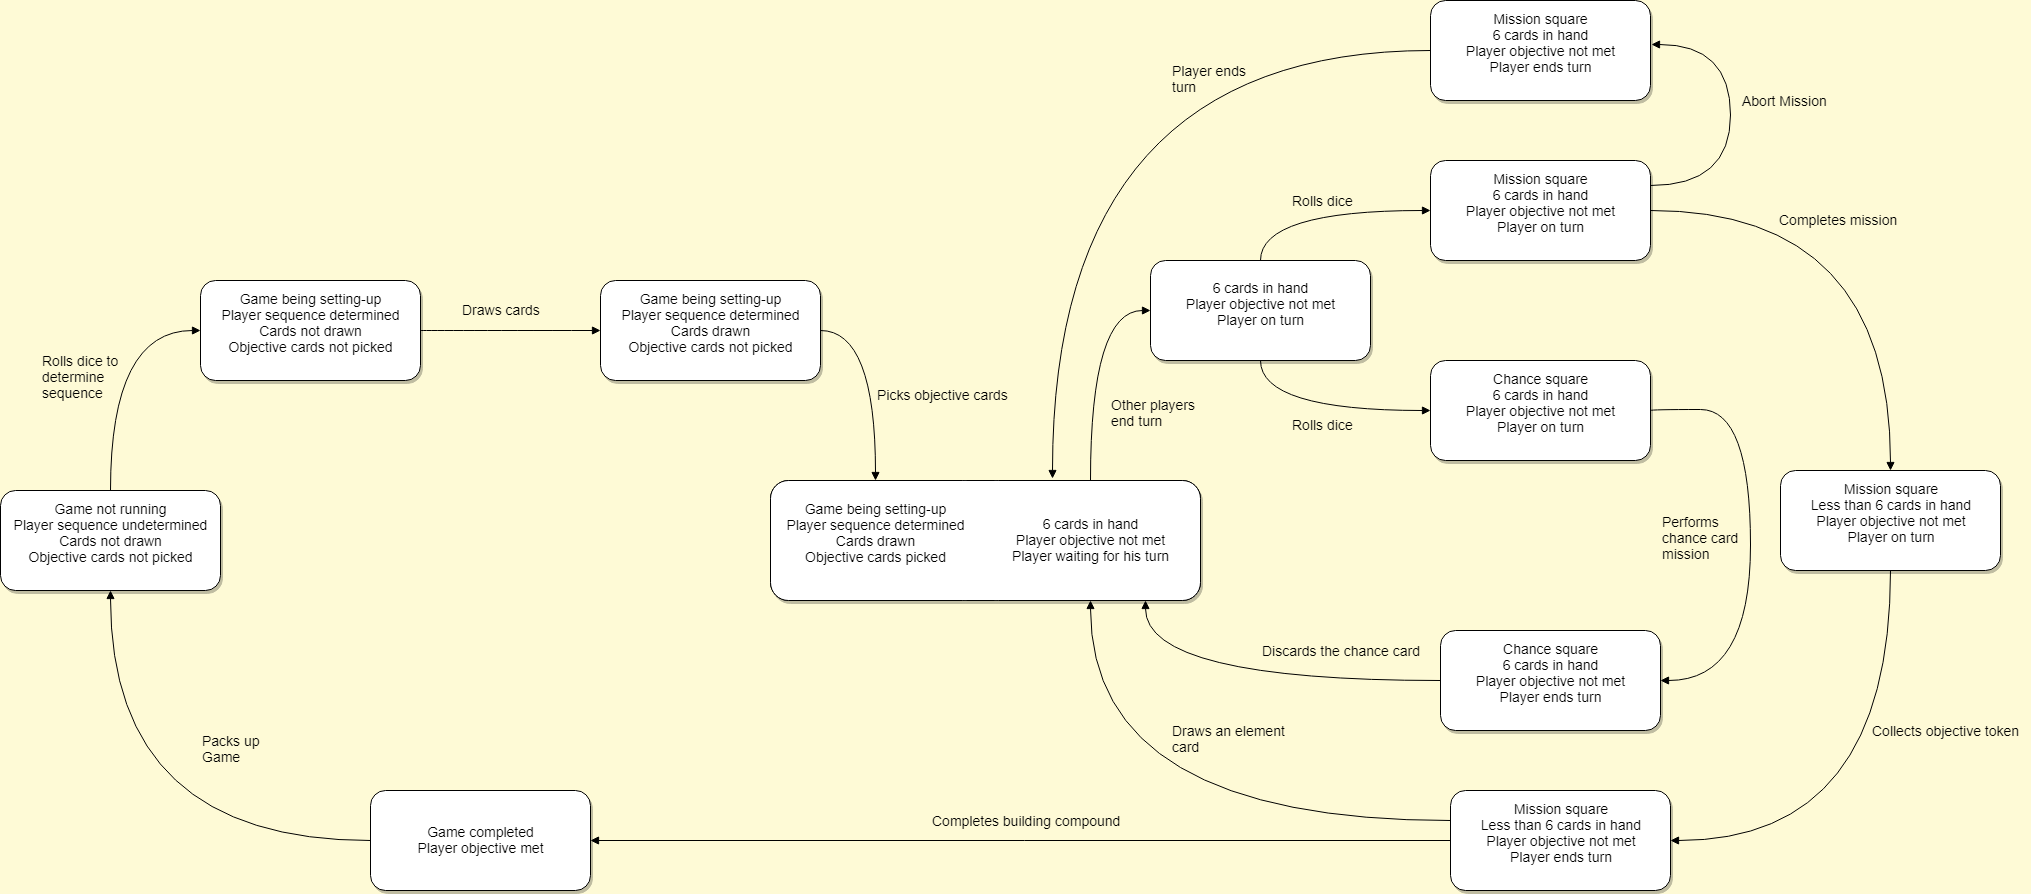 Mission square
6 cards in hand
Player objective not met
Player ends turn
Player ends
turn
Abort Mission
Mission square
6 cards in hand
Player objective not met
Player on turn
Rolls dice
Completes mission
6 cards in hand
Player objective not met
Player on turn
Game being setting-up
Player sequence determined
Cards not drawn
Objective cards not picked
Draws cards
Game being setting-up
Player sequence determined
Cards drawn
Objective cards not picked
Rolls dice to
determine
sequence
Picks objective cards
Other players
end turn
Rolls dice
Chance square
6 cards in hand
Player objective not met
Player on turn
Game not running
Player sequence undetermined
Cards not drawn
Objective cards not picked
Game being setting-up
Player sequence determined
Cards drawn
Objective cards picked
6 cards in hand
Player objective not met
Player waiting for his turn
Performs
chance card
mission
Mission square
Less than 6 cards in hand
Player objective not met
Player on turn
Discards the chance card
Chance square
6 cards in hand
Player objective not met
Player ends turn
Packs up
Game
Draws an element
card
Collects objective token
Game completed
Player objective met
Completes building compound
Mission square
Less than 6 cards in hand
Player objective not met
Player ends turn